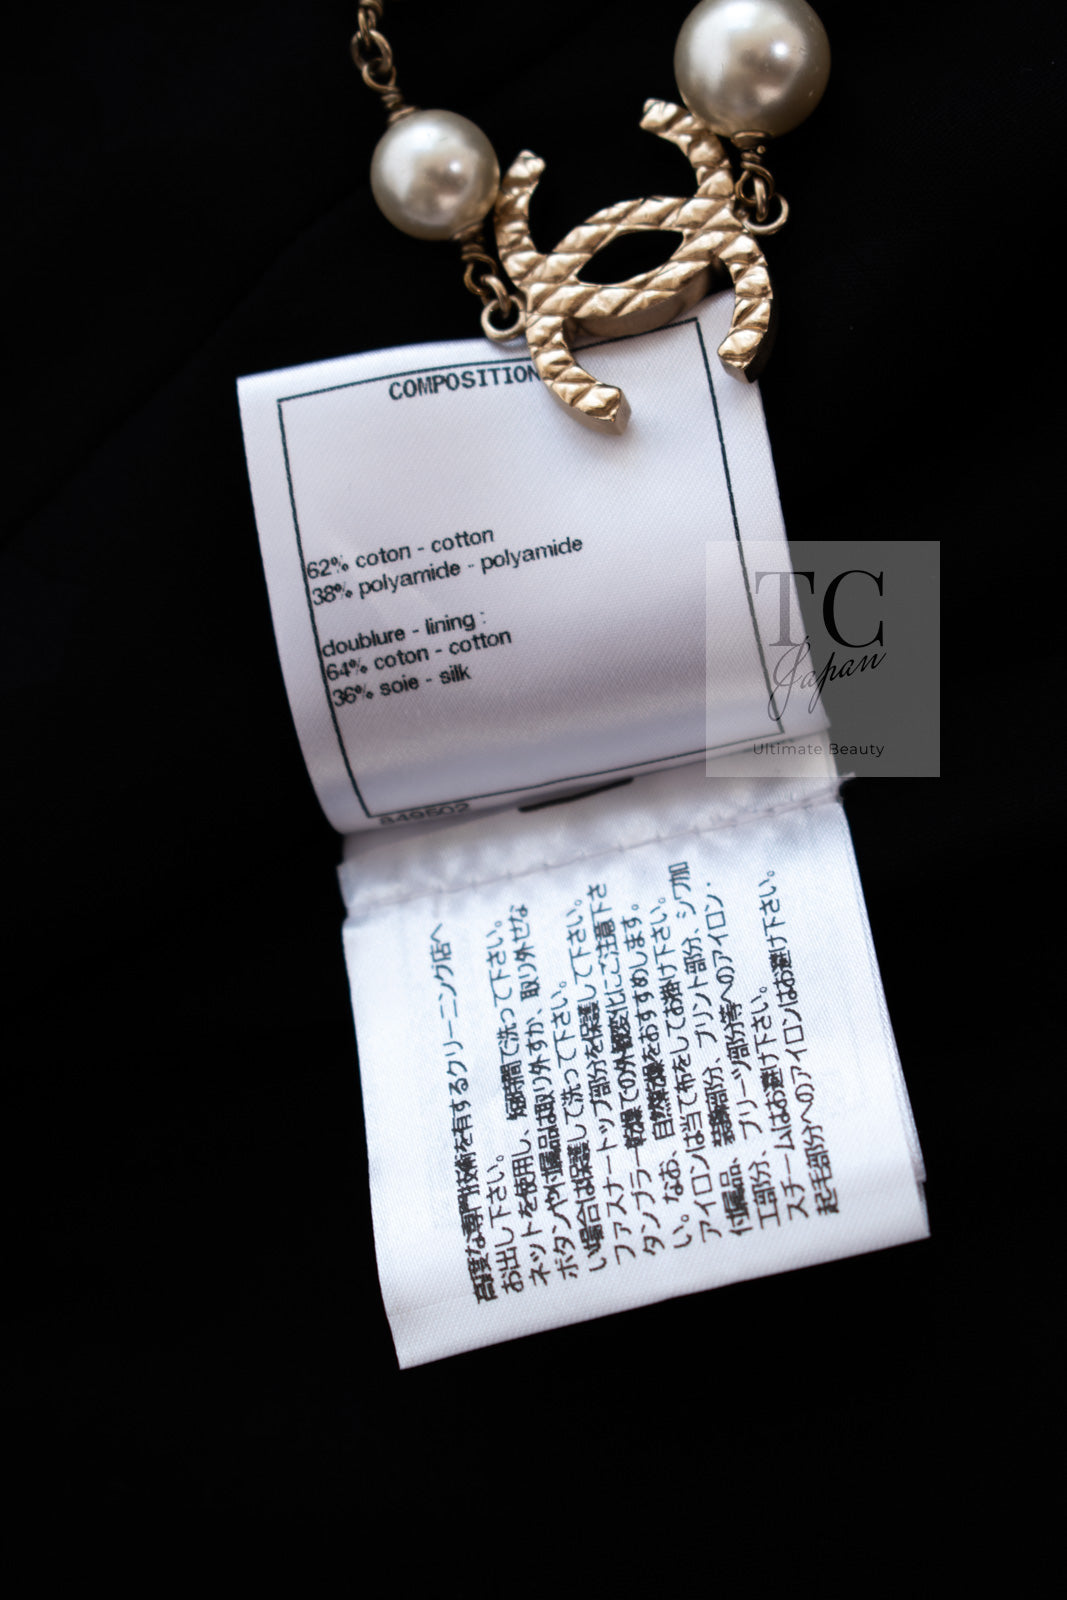 COMPOSITION
62% coton - cotton
38% polyamide - polyamide
doublure - lining :
64% coton - cotton
36% soie - silk
849502
TC
Japan
Ultimate Beauty
高度な専門技術を有するクリーニング店へ
お出し下さい。
ネットを使用し、短時間で洗って下さい。
ボタンや付属品は取り外すか、取り外せな
い場合は保護して洗って下さい。
ファスナートップ部分を保護して下さい。
タンブラー乾燥での外観変化にご注意下さ
い。なお、自然乾燥をおすすめします。
アイロンは当て布をしてお掛け下さい。
付属品、装飾部分、プリント部分、シワ加
工部分、プリーツ部分等へのアイロン・
スチームはお避け下さい。
起毛部分へのアイロンはお避け下さい。